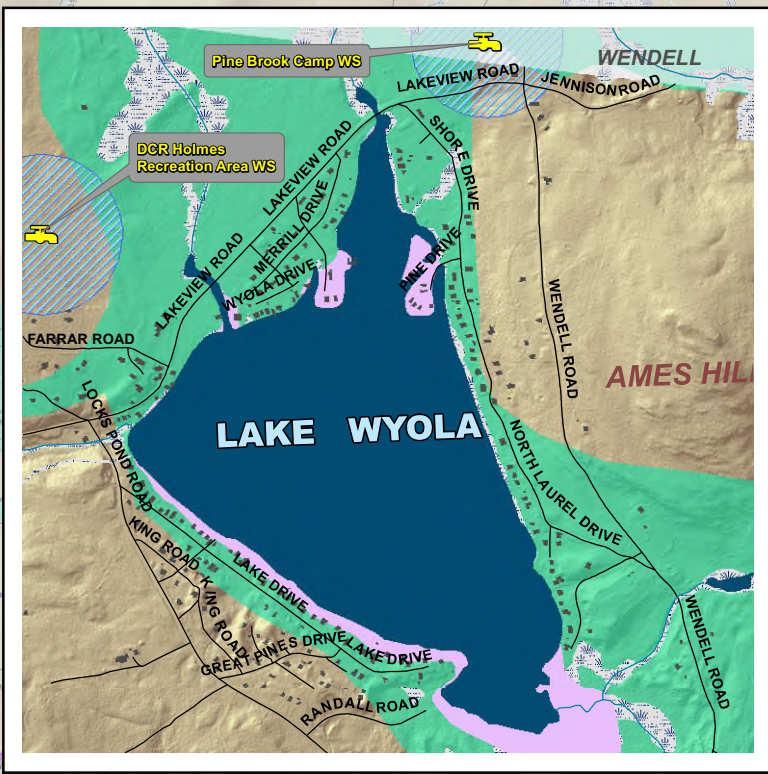 WENDELL
Pine Brook Camp WS
LAKEVIEW ROAD
JENNISON ROAD
SHORE DRIVE
DCR Holmes
Recreation Area WS
LAKEVIEW ROAD
MERRILL DRIVE
LAKEVIEW ROAD
WYOLA DRIVE
PINE DRIVE
WENDELL ROAD
FARRAR ROAD
AMES HIL
LOCKS POND ROAD
LAKE WYOLA
NORTH LAUREL DRIVE
KING ROAD
LAKE DRIVE
KING ROAD
WENDELL ROAD
GREAT PINES DRIVE
LAKE DRIVE
RANDALL ROAD